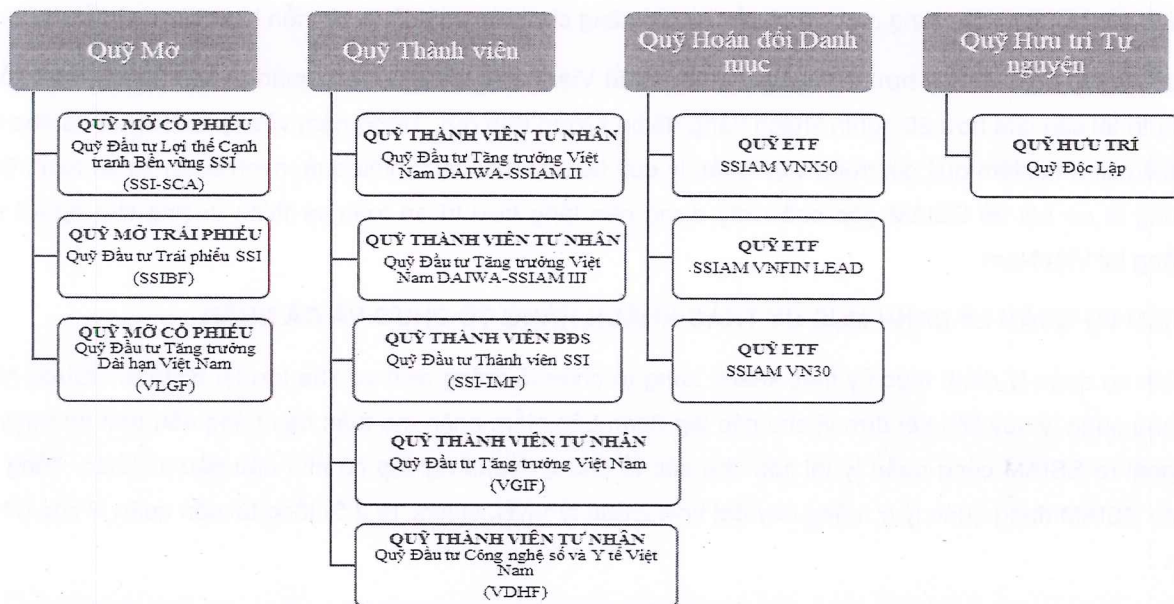 Quỹ Mở
QUỸ MỞ CỔ PHIẾU
Quỹ Đầu tư Lợi thế Cạnh
tranh Bền vững SSI
(SSI-SCA)
QUỸ MỞ TRÁI PHIẾU
Quỹ Đầu tư Trái phiếu SSI
(SSIBF)
QUỸ MỞ CỔ PHIẾU
Quỹ Đầu tư Tăng trưởng
Dài hạn Việt Nam
(VLGF)
Quỹ Thành viên
QUỸ THÀNH VIÊN TƯ NHÂN
Quỹ Đầu tư Tăng trưởng Việt
Nam DAIWA-SSIAM II
QUỸ THÀNH VIÊN TƯ NHÂN
Quỹ Đầu tư Tăng trưởng Việt
Nam DAIWA-SSIAM III
QUỸ THÀNH VIÊN BĐS
Quỹ Đầu tư Thành viên SSI
(SSI-IMF)
QUỸ THÀNH VIÊN TƯ NHÂN
Quỹ Đầu tư Tăng trưởng Việt Nam
(VGIF)
QUỸ THÀNH VIÊN TƯ NHÂN
Quỹ Đầu tư Công nghệ số và Y tế Việt
Nam
(VDHF)
Quỹ Hoán đổi Danh
mục
QUỸ ETF
SSIAM VNX50
QUỸ ETF
SSIAM VNFIN LEAD
QUỸ ETF
SSIAM VN30
Quỹ Hưu trí Tự
nguyện
QUỸ HƯU TRÍ
Quỹ Độc Lập